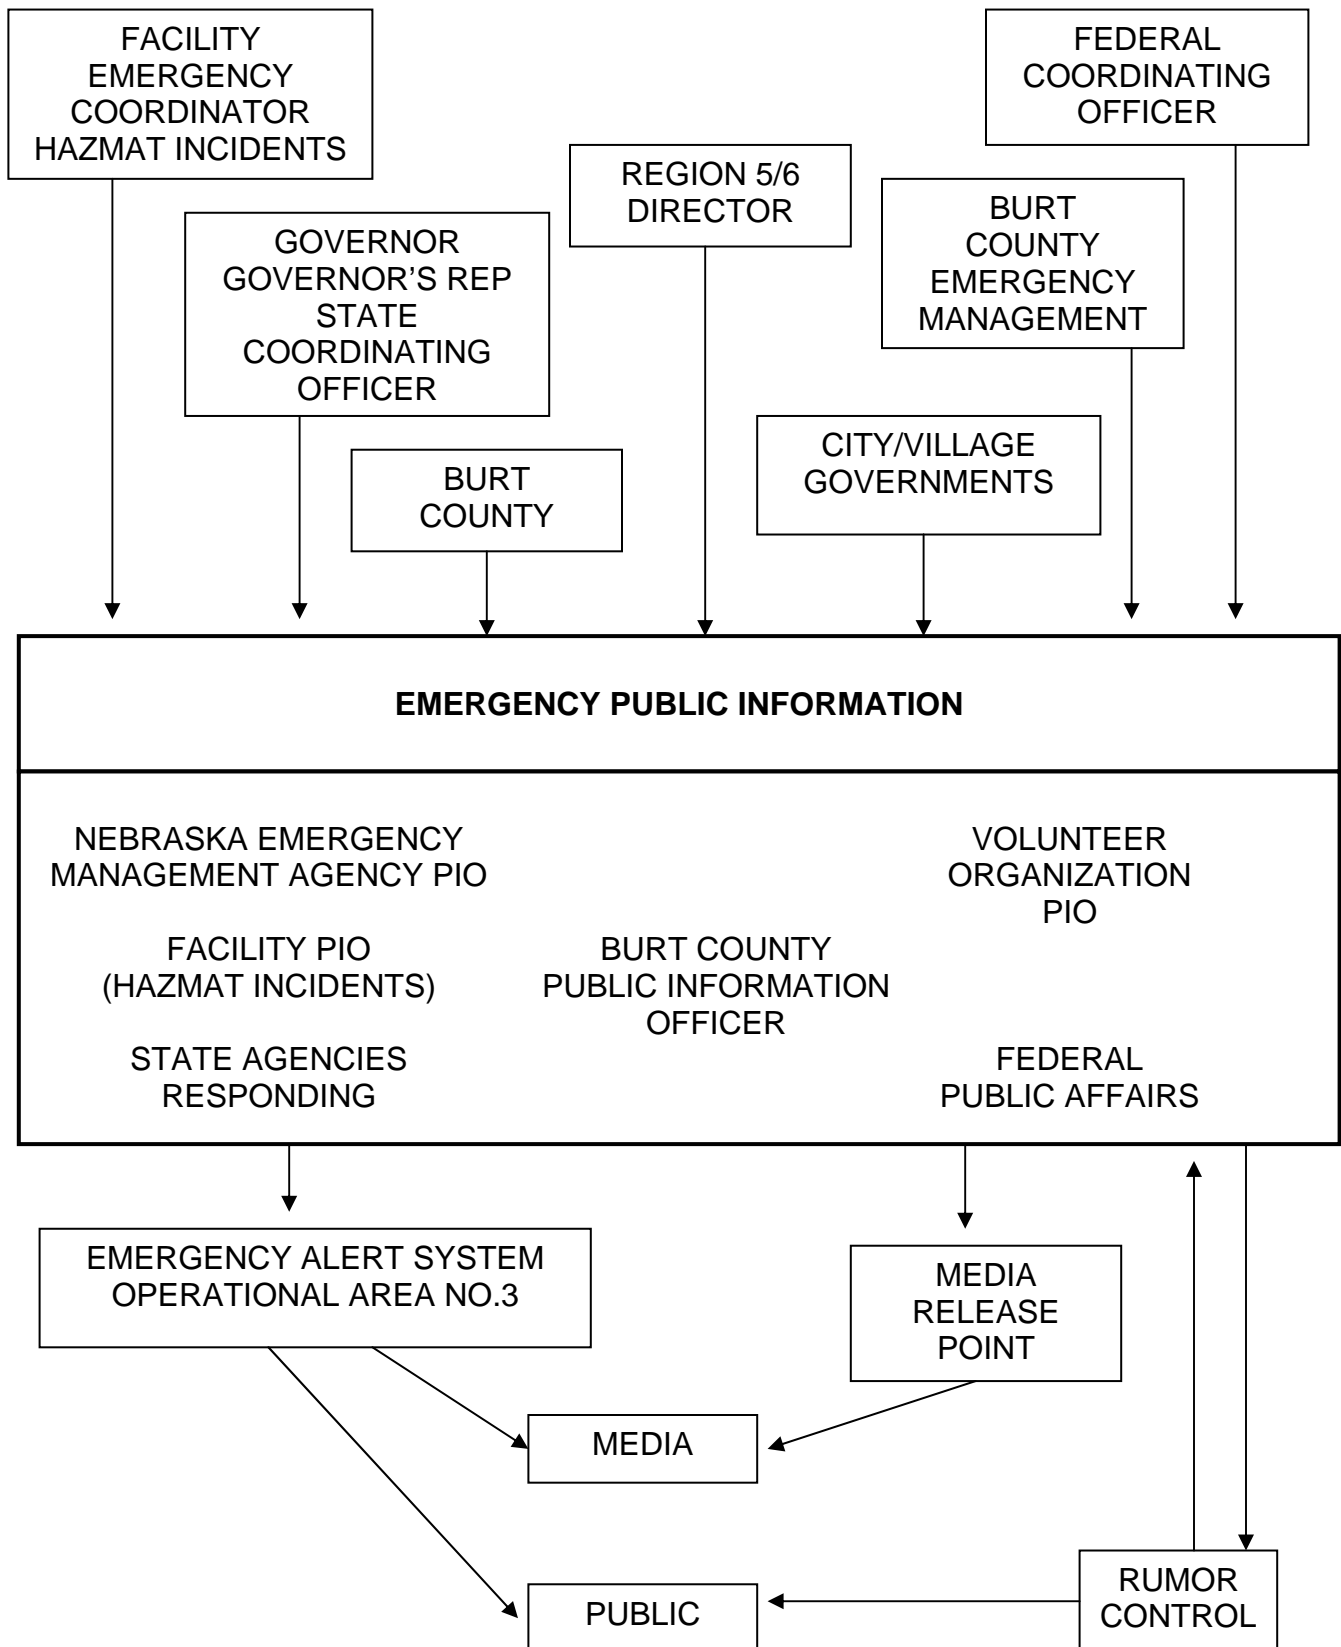 FACILITY
EMERGENCY
COORDINATOR
HAZMAT INCIDENTS
FEDERAL
COORDINATING
OFFICER
REGION 5/6
DIRECTOR
BURT
COUNTY
EMERGENCY
MANAGEMENT
GOVERNOR
GOVERNOR’S REP
STATE
COORDINATING
OFFICER
CITY/VILLAGE
GOVERNMENTS
BURT
COUNTY
EMERGENCY PUBLIC INFORMATION
NEBRASKA EMERGENCY
MANAGEMENT AGENCY PIO
VOLUNTEER
ORGANIZATION
PIO
FACILITY PIO
(HAZMAT INCIDENTS)
BURT COUNTY
PUBLIC INFORMATION
OFFICER
STATE AGENCIES
RESPONDING
FEDERAL
PUBLIC AFFAIRS
EMERGENCY ALERT SYSTEM
OPERATIONAL AREA NO.3
MEDIA
RELEASE
POINT
MEDIA
PUBLIC
RUMOR
CONTROL